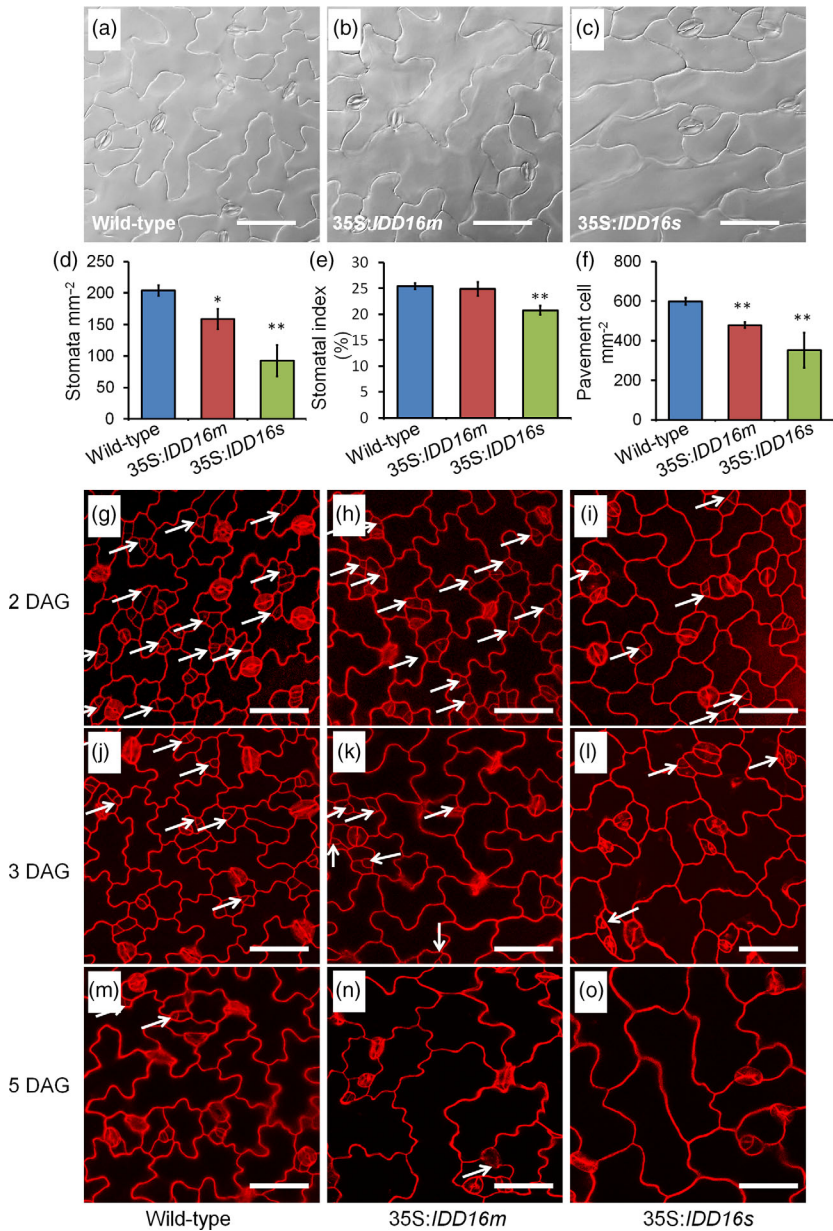 (a)
(b)
(c)
Wild-type
35S:IDD16m
35S:IDD16s
(d)
Stomata mm⁻²
250
200
150
100
50
0
*
**
Wild-type
35S:IDD16m
35S:IDD16s
(e)
Stomatal index
(%)
30
25
20
15
10
5
0
**
Wild-type
35S:IDD16m
35S:IDD16s
(f)
Pavement cell
mm⁻²
800
600
400
200
0
**
**
Wild-type
35S:IDD16m
35S:IDD16s
2 DAG
(g)
(h)
(i)
3 DAG
(j)
(k)
(l)
5 DAG
(m)
(n)
(o)
Wild-type
35S:IDD16m
35S:IDD16s